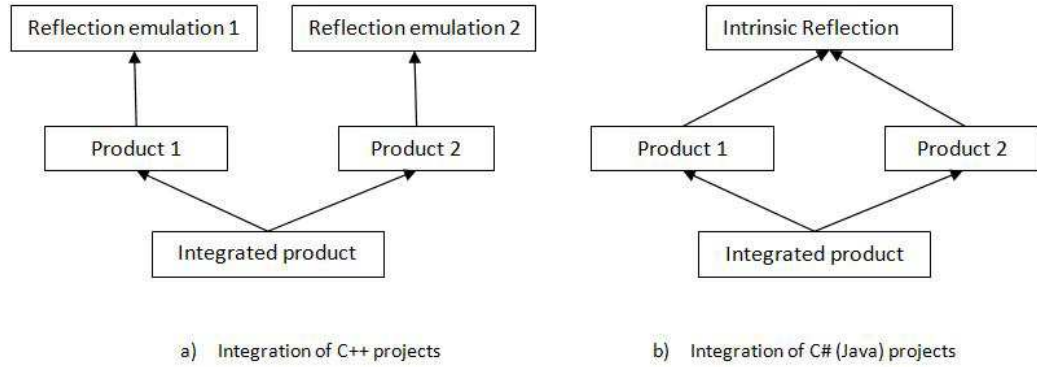 Reflection emulation 1
Reflection emulation 2
Product 1
Product 2
Integrated product
a) Integration of C++ projects
Intrinsic Reflection
Product 1
Product 2
Integrated product
b) Integration of C# (Java) projects